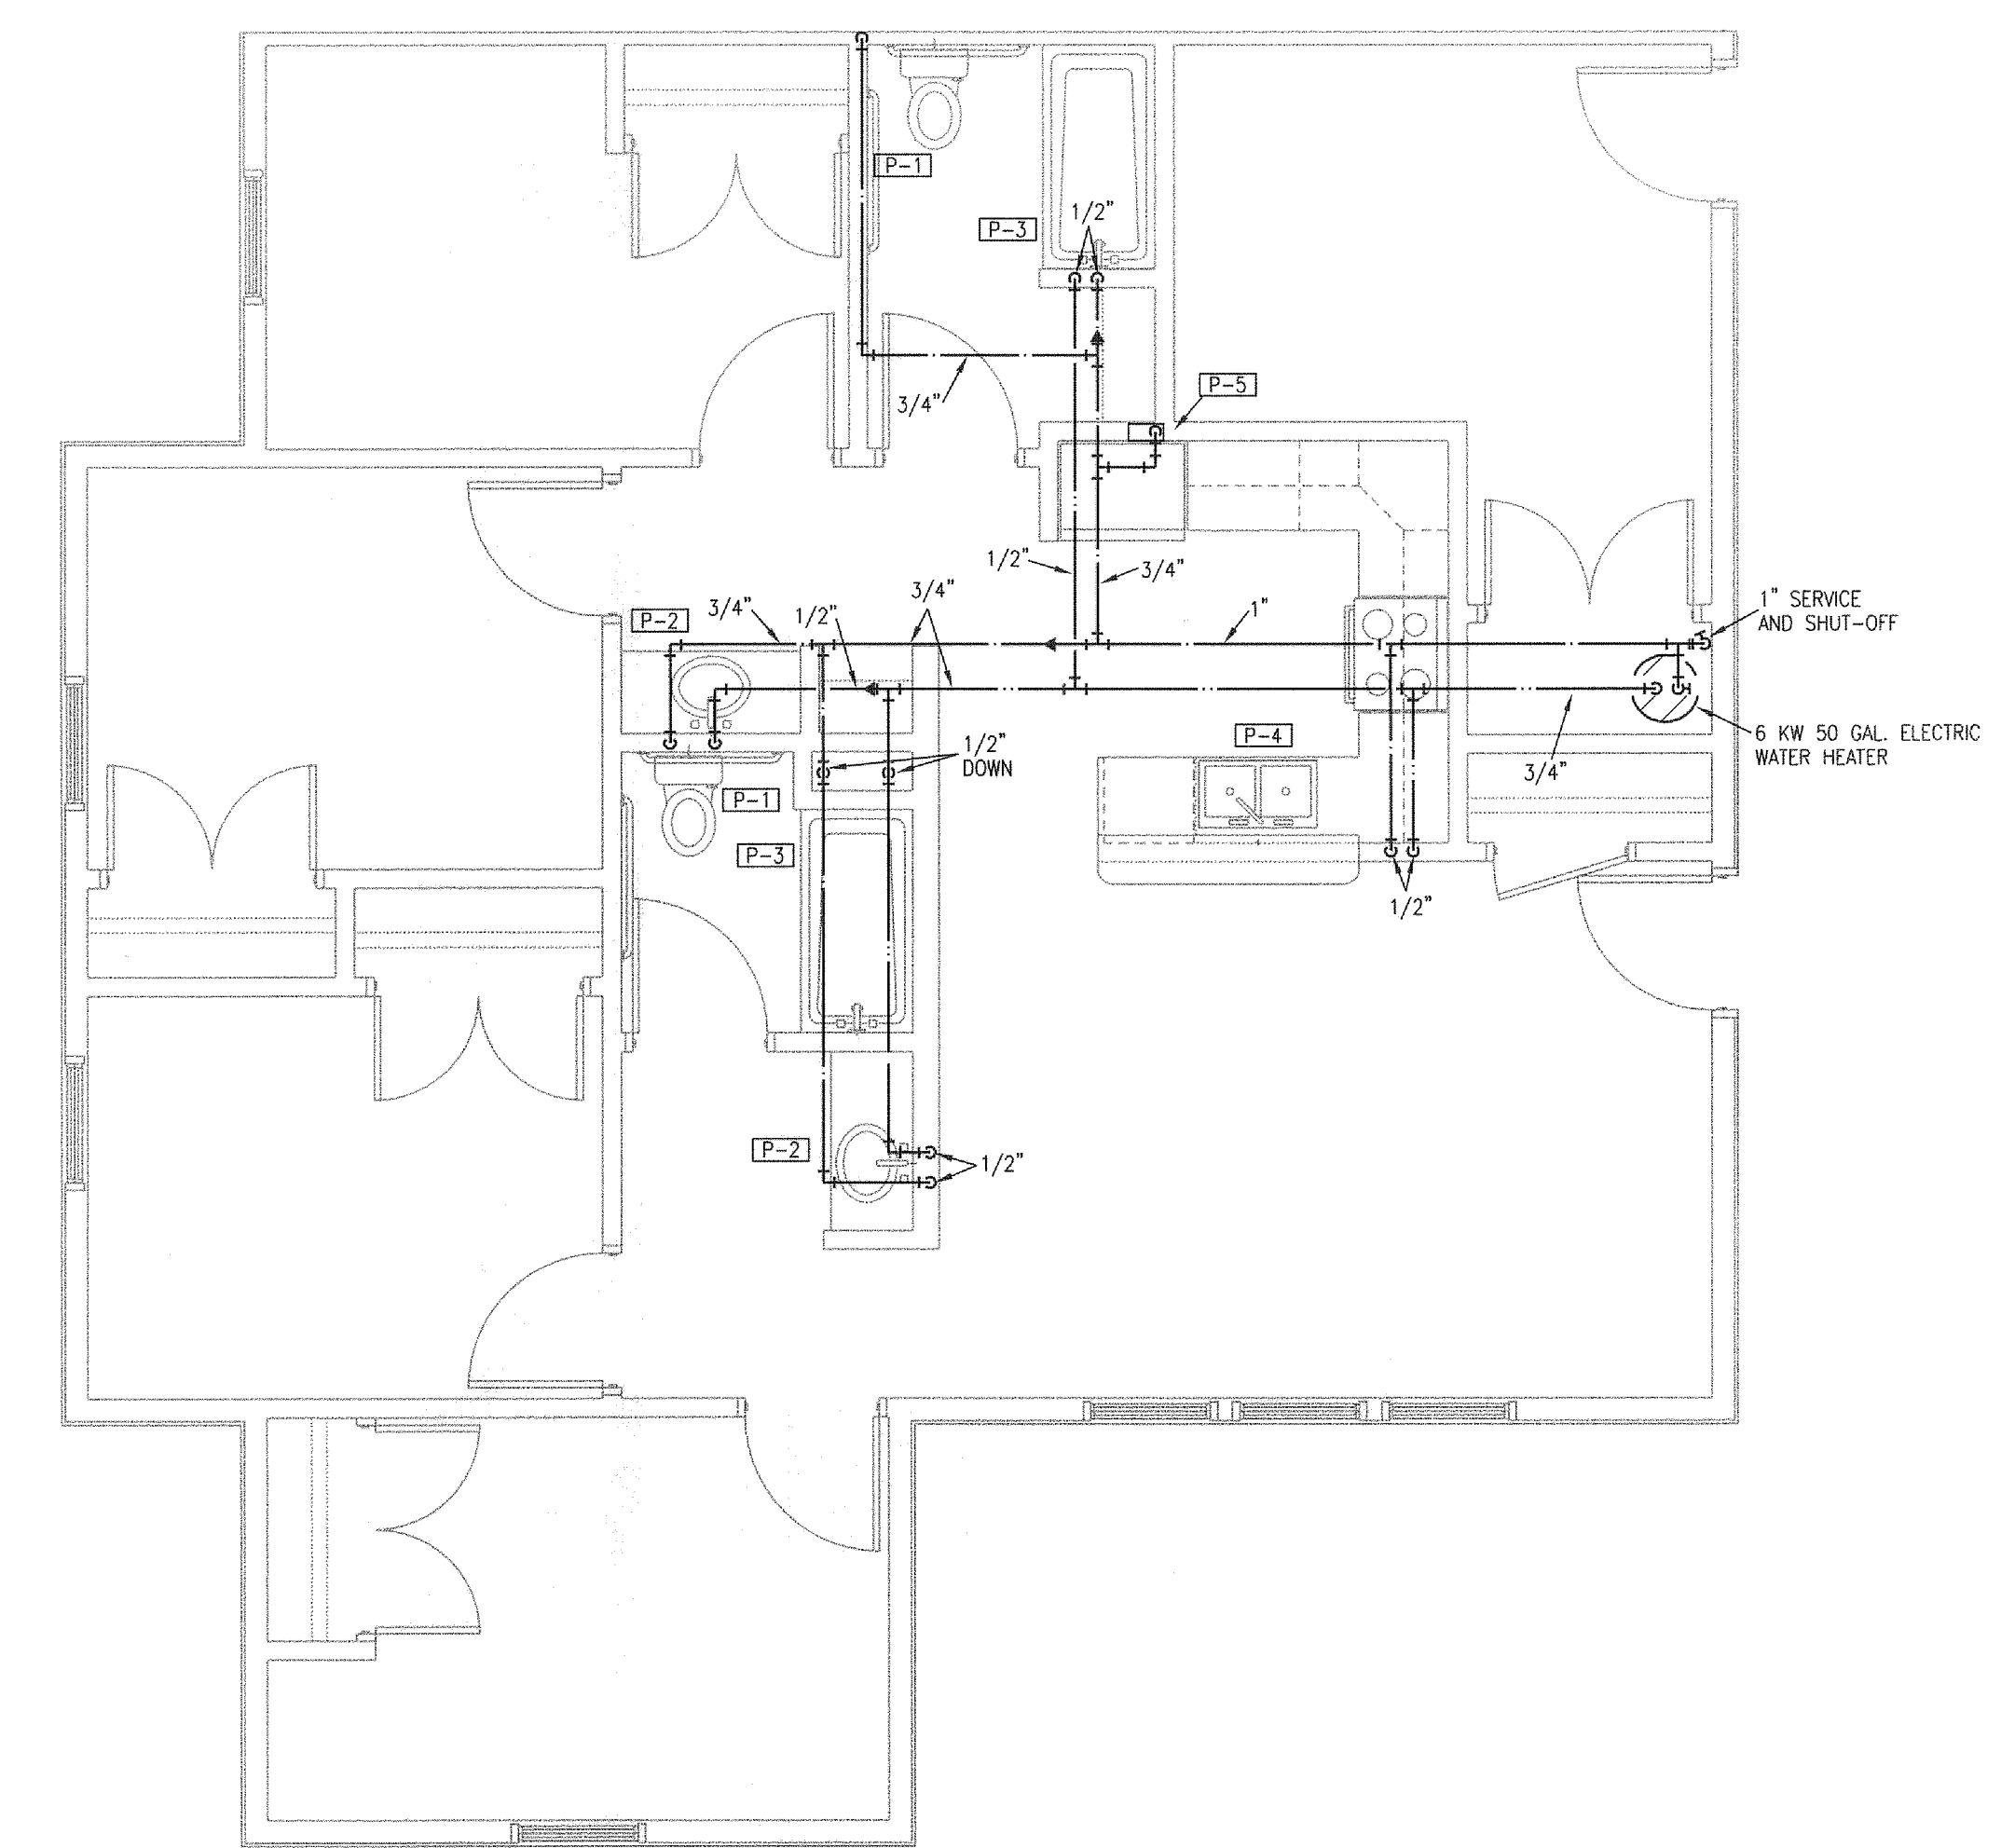 P-1
P-3
1/2"
P-5
3/4"
1/2"
3/4"
P-2
3/4"
1/2"
3/4"
1"
1" SERVICE
AND SHUT-OFF
P-4
6 KW 50 GAL. ELECTRIC
WATER HEATER
3/4"
1/2"
DOWN
P-1
P-3
1/2"
P-2
1/2"